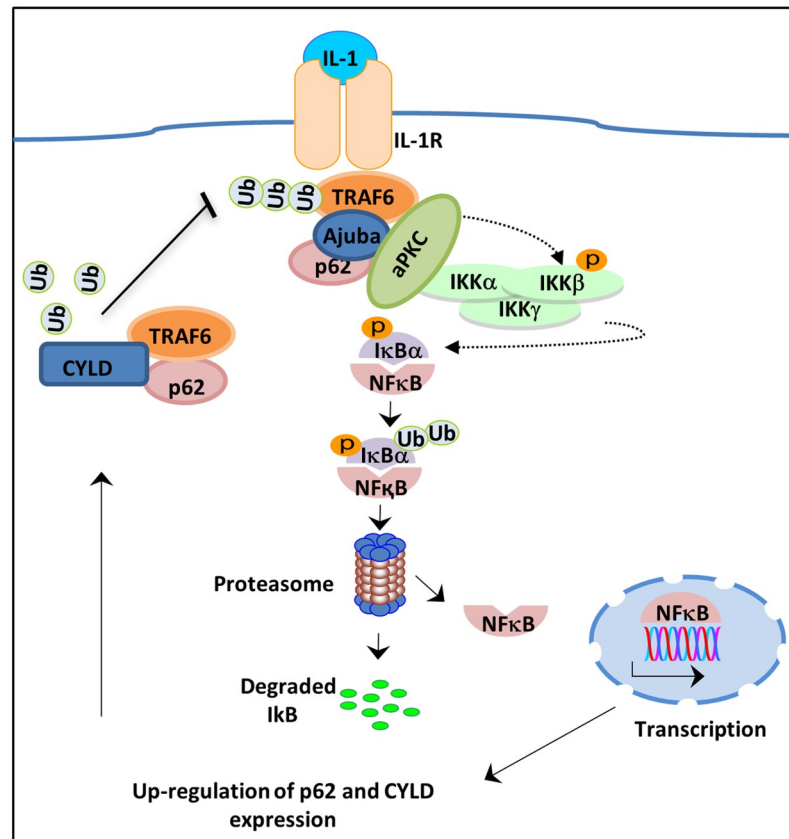 IL-1
IL-1R
Ub Ub Ub TRAF6
Ajuba
p62
aPKC
p
IKKα IKKβ
IKKγ
Ub Ub
Ub
TRAF6
CYLD
p62
p
IκBα
NFκB
p
Ub Ub
IκBα
NFқB
Proteasome
NFκB
NFκB
Degraded
IkB
Transcription
Up-regulation of p62 and CYLD
expression